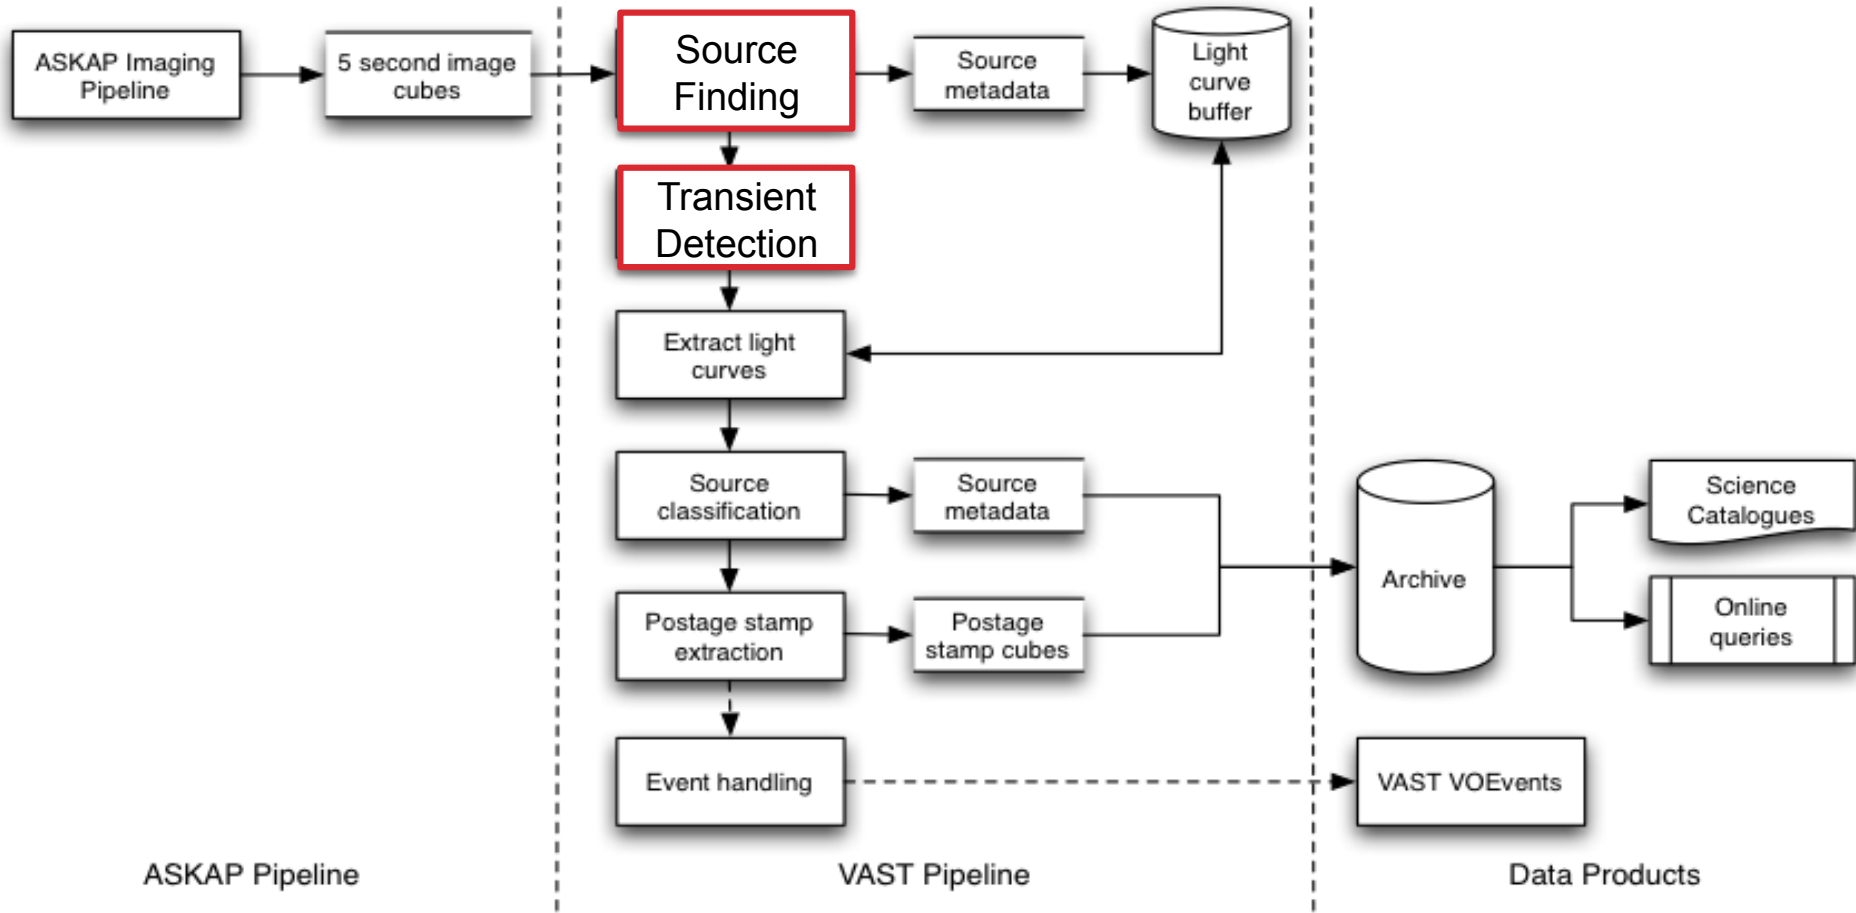 ASKAP Imaging
Pipeline
5 second image
cubes
Source
Finding
Source
metadata
Light
curve
buffer
Transient
Detection
Extract light
curves
Source
classification
Source
metadata
Postage stamp
extraction
Postage
stamp cubes
Archive
Science
Catalogues
Online
queries
Event handling
VAST VOEvents
ASKAP Pipeline
VAST Pipeline
Data Products